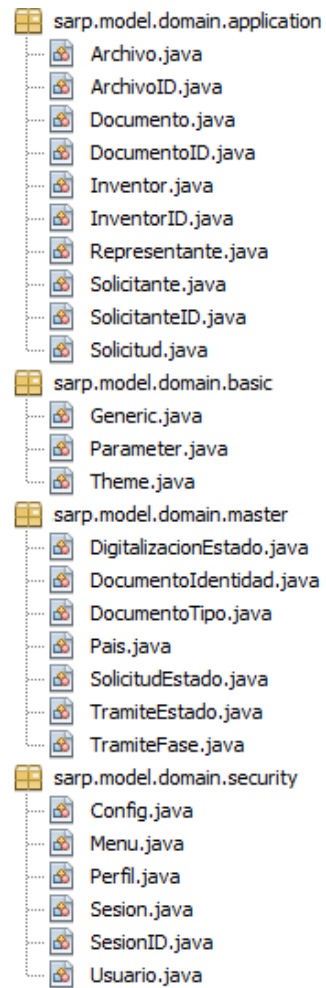 sarp.model.domain.application
Archivo.java
ArchivoID.java
Documento.java
DocumentoID.java
Inventor.java
InventorID.java
Representante.java
Solicitante.java
SolicitanteID.java
Solicitud.java
sarp.model.domain.basic
Generic.java
Parameter.java
Theme.java
sarp.model.domain.master
DigitalizacionEstado.java
DocumentoIdentidad.java
DocumentoTipo.java
Pais.java
SolicitudEstado.java
TramiteEstado.java
TramiteFase.java
sarp.model.domain.security
Config.java
Menu.java
Perfil.java
Sesion.java
SesionID.java
Usuario.java